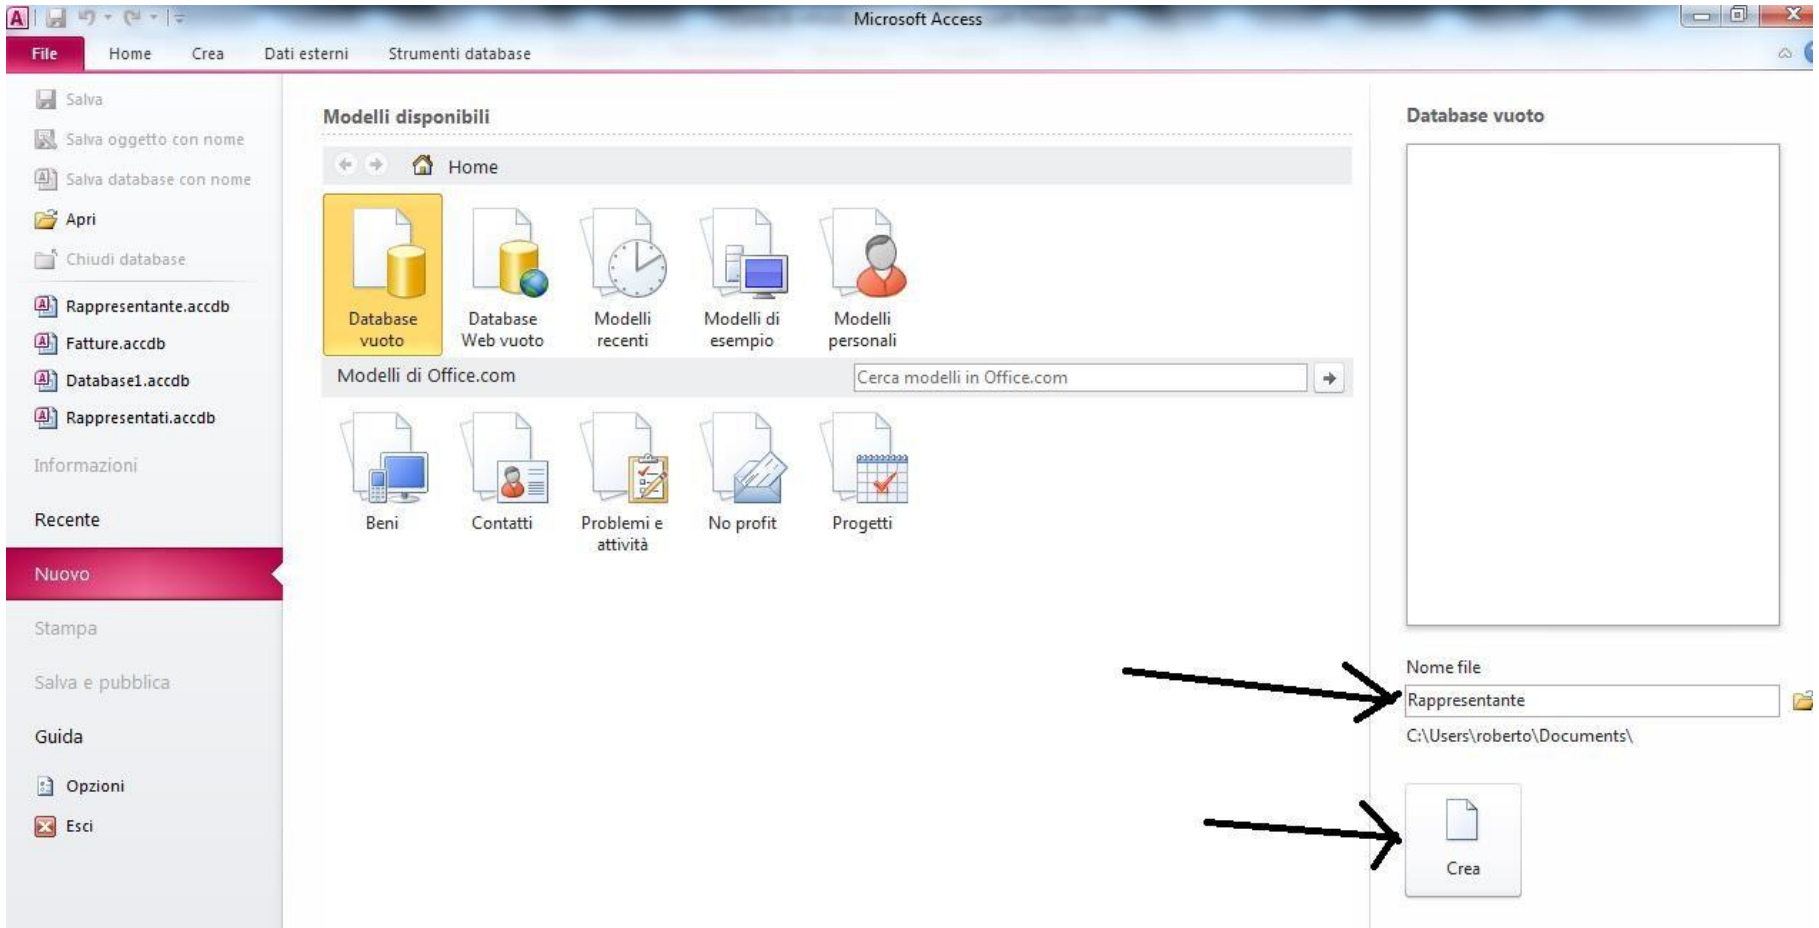 Microsoft Access
File Home Crea Dati esterni Strumenti database
Salva
Salva oggetto con nome
Salva database con nome
Apri
Chiudi database
Rappresentante.accdb
Fatture.accdb
Database1.accdb
Rappresentati.accdb
Informazioni
Recente
Nuovo
Stampa
Salva e pubblica
Guida
Opzioni
Esci
Modelli disponibili
Home
Database vuoto
Database Web vuoto
Modelli recenti
Modelli di esempio
Modelli personali
Modelli di Office.com
Cerca modelli in Office.com
Beni
Contatti
Problemi e attività
No profit
Progetti
Database vuoto
Nome file
Rappresentante
C:\Users\roberto\Documents\
Crea